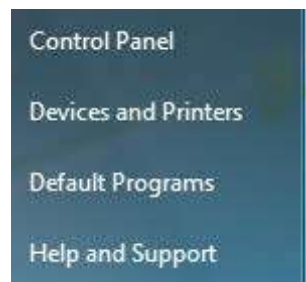 Control Panel
Devices and Printers
Default Programs
Help and Support